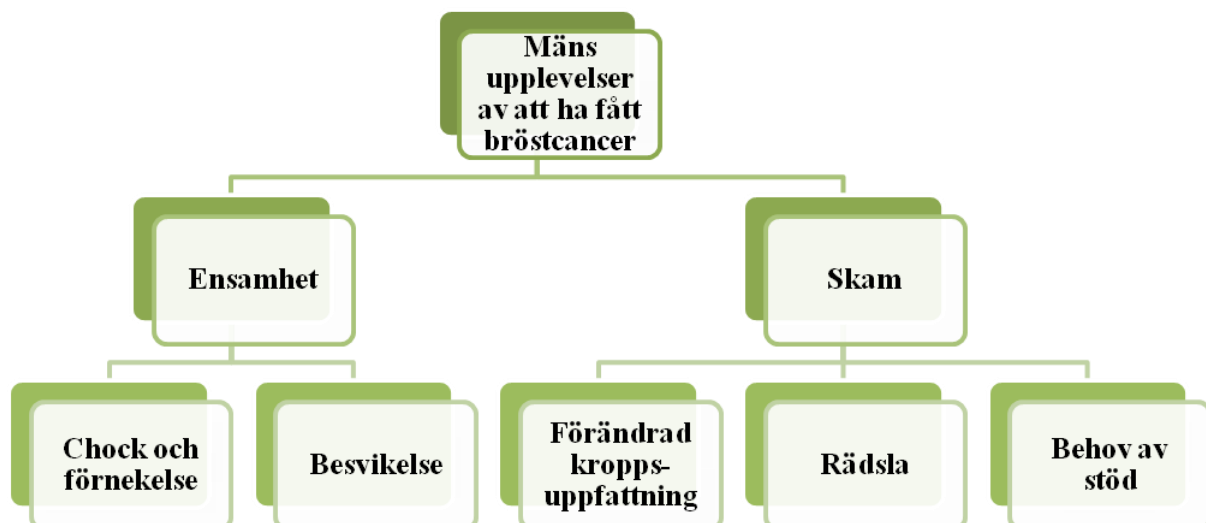 Mäns
upplevelser
av att ha fått
bröstcancer
Ensamhet
Skam
Chock och
förnekelse
Besvikelse
Förändrad
kropps-
uppfattning
Rädsla
Behov av
stöd